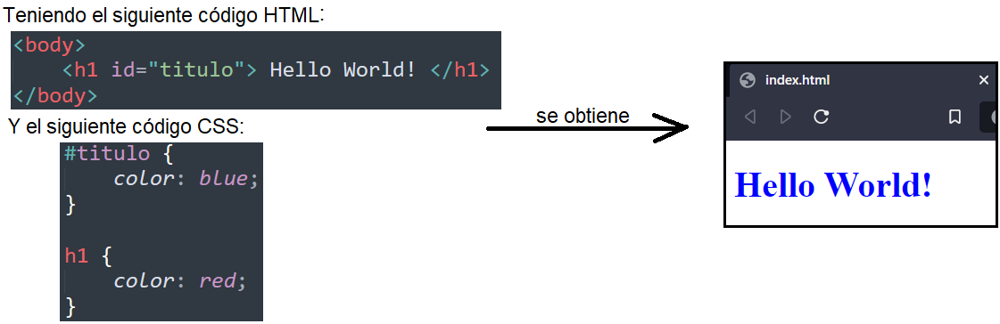 Teniendo el siguiente código HTML:
<body>
    <h1 id="titulo"> Hello World! </h1>
</body>
Y el siguiente código CSS:
#titulo {
    color: blue;
}
h1 {
    color: red;
}
se obtiene
index.html
Hello World!